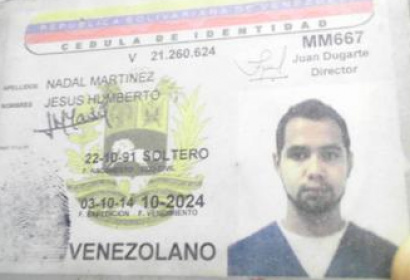 REPUBLICA BOLIVARIANA DE VENEZUELA
CEDULA DE IDENTIDAD
V 21.260.624
MM667
Juan Dugarte
Director
APELLIDOS NADAL MARTINEZ
NOMBRES JESUS HUMBERTO
22-10-91 SOLTERO
F. NACIMIENTO EDO. CIVIL
03-10-14 10-2024
F. EXPEDICION F. VENCIMIENTO
VENEZOLANO